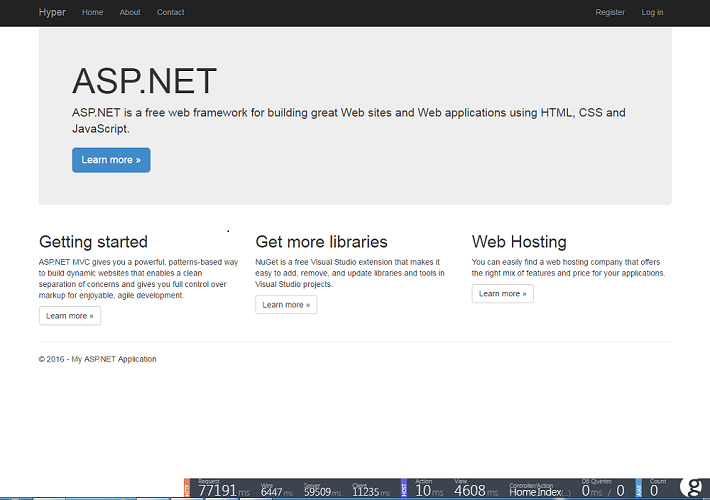 Hyper Home About Contact Register Log in
ASP.NET
ASP.NET is a free web framework for building great Web sites and Web applications using HTML, CSS and
JavaScript.
Learn more »
Getting started
ASP.NET MVC gives you a powerful, patterns-based way
to build dynamic websites that enables a clean
separation of concerns and gives you full control over
markup for enjoyable, agile development.
Learn more »
Get more libraries
NuGet is a free Visual Studio extension that makes it
easy to add, remove, and update libraries and tools in
Visual Studio projects.
Learn more »
Web Hosting
You can easily find a web hosting company that offers
the right mix of features and price for your applications.
Learn more »
© 2016 - My ASP.NET Application
HTTP Request Wire Server Client HOST Action View Controller/Action DB Queries AJAX Count
77191 ms 6447 ms 59509 ms 11235 ms 10 ms 4608 ms Home.Index(...) 0 ms / 0 0 g